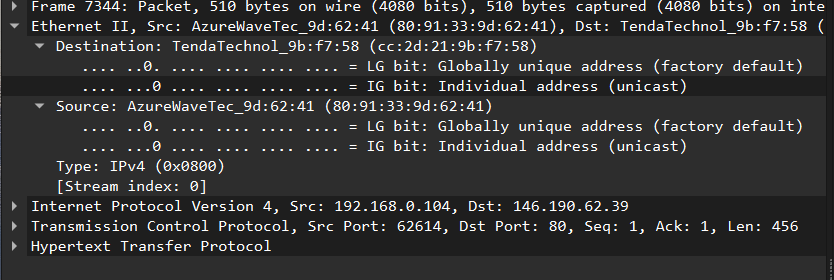 Frame 7344: Packet, 510 bytes on wire (4080 bits), 510 bytes captured (4080 bits) on inte
Ethernet II, Src: AzureWaveTec_9d:62:41 (80:91:33:9d:62:41), Dst: TendaTechnol_9b:f7:58 (
Destination: TendaTechnol_9b:f7:58 (cc:2d:21:9b:f7:58)
.... ..0. .... .... .... .... = LG bit: Globally unique address (factory default)
.... ...0 .... .... .... .... = IG bit: Individual address (unicast)
Source: AzureWaveTec_9d:62:41 (80:91:33:9d:62:41)
.... ..0. .... .... .... .... = LG bit: Globally unique address (factory default)
.... ...0 .... .... .... .... = IG bit: Individual address (unicast)
Type: IPv4 (0x0800)
[Stream index: 0]
Internet Protocol Version 4, Src: 192.168.0.104, Dst: 146.190.62.39
Transmission Control Protocol, Src Port: 62614, Dst Port: 80, Seq: 1, Ack: 1, Len: 456
Hypertext Transfer Protocol